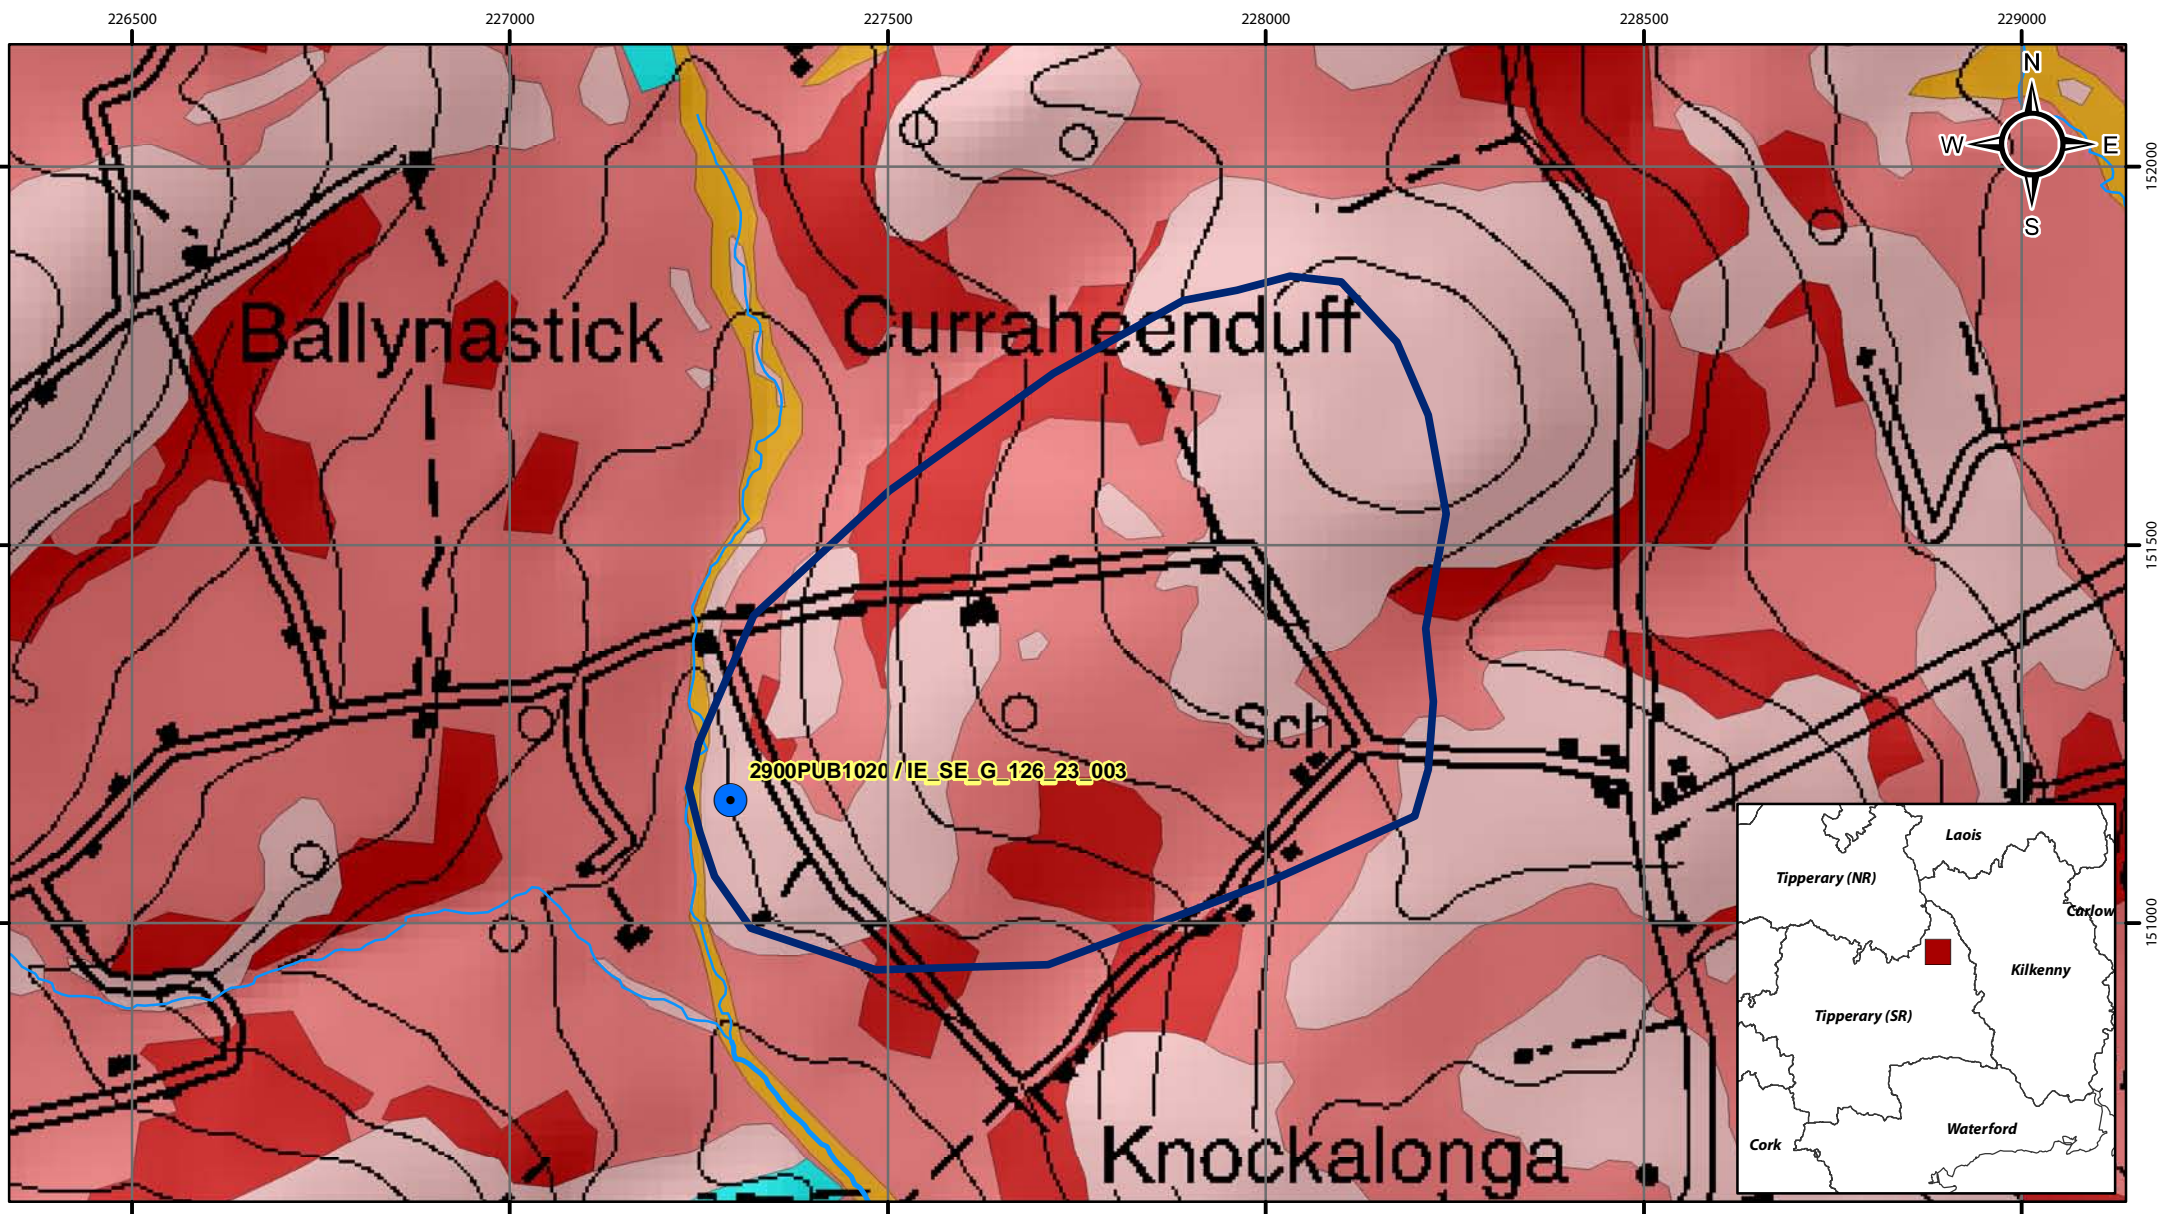 226500
227000
227500
228000
228500
229000
N
W
E
S
152000
151500
151000
Ballynastick
Curraheenduff
Sch
2900PUB1020 / IE_SE_G_126_23_003
Knockalonga
Laois
Tipperary (NR)
Carlow
Kilkenny
Tipperary (SR)
Waterford
Cork